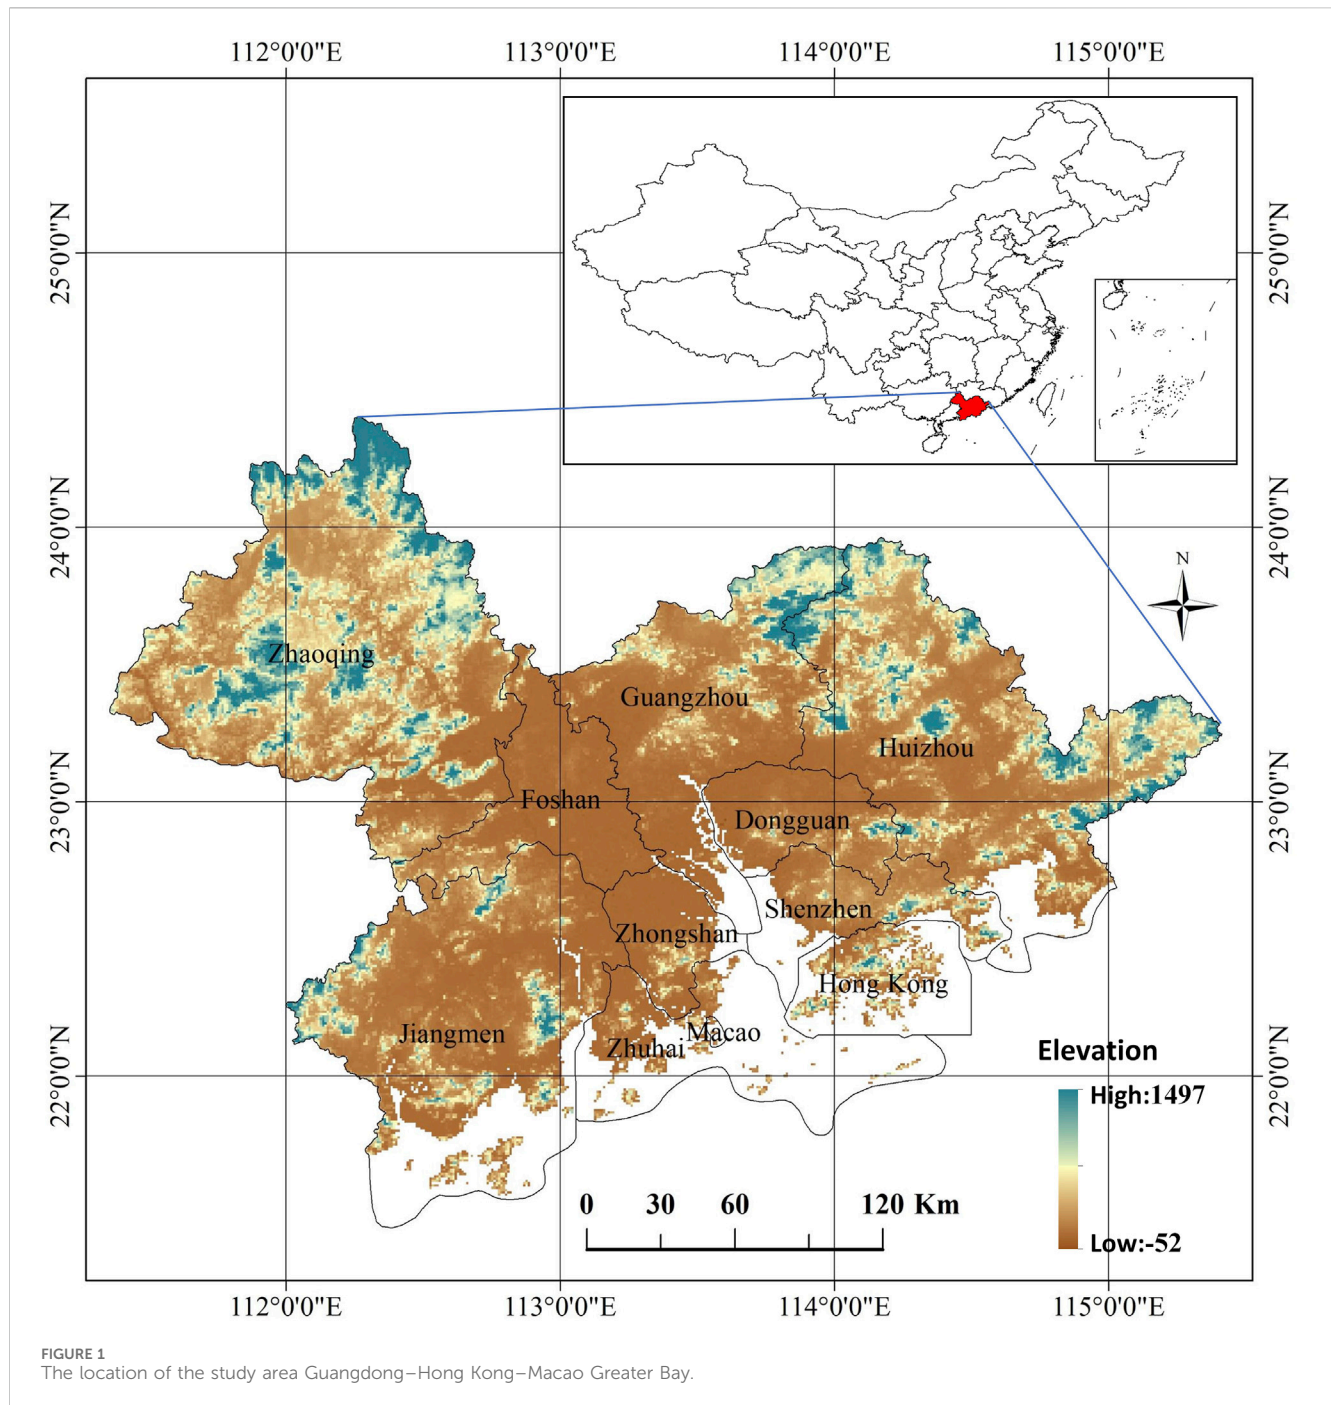 112°0'0"E 113°0'0"E 114°0'0"E 115°0'0"E
25°0'0"N 25°0'0"N
24°0'0"N 24°0'0"N
N
Zhaoqing
Guangzhou
Huizhou
23°0'0"N 23°0'0"N
Foshan
Dongguan
Shenzhen
Zhongshan
Hong Kong
Jiangmen
Macao
Zhuhai
22°0'0"N 22°0'0"N
Elevation
High:1497
Low:-52
0 30 60 120 Km
112°0'0"E 113°0'0"E 114°0'0"E 115°0'0"E
FIGURE 1
The location of the study area Guangdong–Hong Kong–Macao Greater Bay.